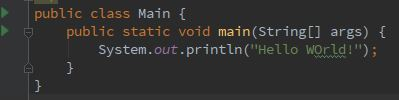 public class Main {
    public static void main(String[] args) {
        System.out.println("Hello WOrld!");
    }
}